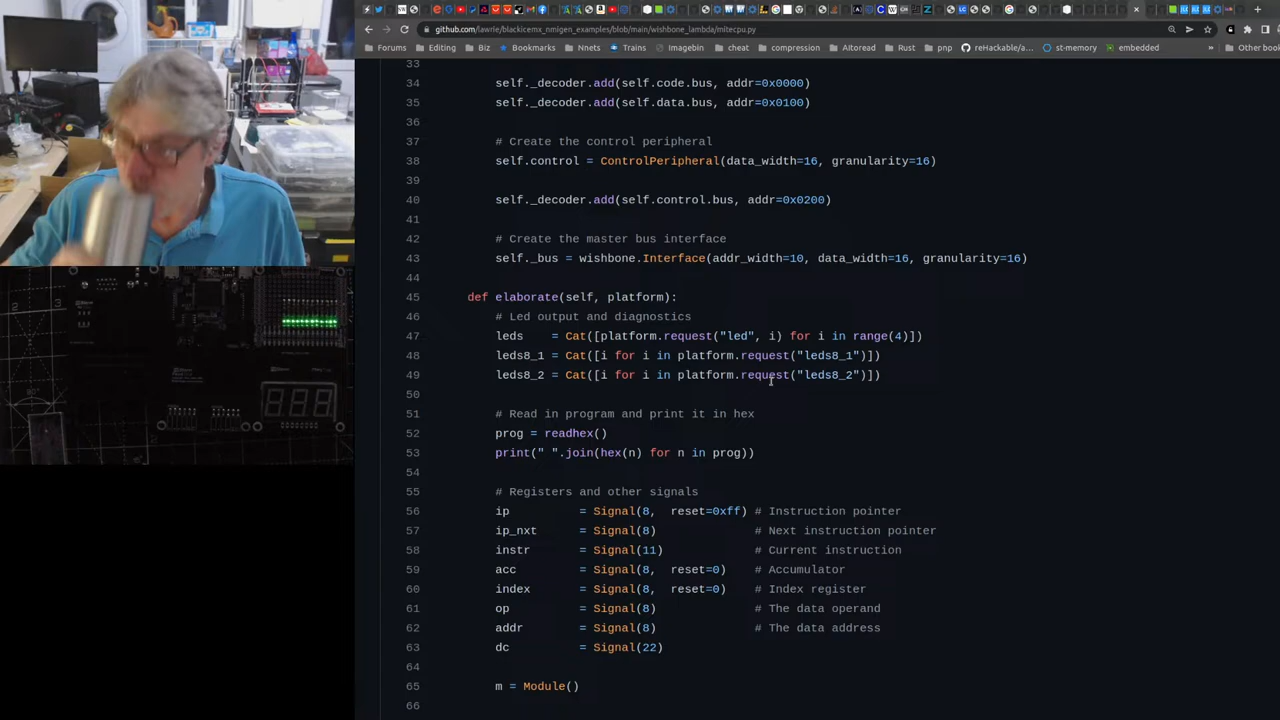 github.com/lawrie/blackicemx_nmigen_examples/blob/main/wishbone_lambda/mitecpu.py
Forums Editing Biz Bookmarks Nnets Trains Imagebin cheat compression AItoread Rust pnp reteckable/a... st-memory embedded » Other boo
33
34 self._decoder.add(self.code.bus, addr=0x0000)
35 self._decoder.add(self.data.bus, addr=0x0100)
36
37 # Create the control peripheral
38 self.control = ControlPeripheral(data_width=16, granularity=16)
39
40 self._decoder.add(self.control.bus, addr=0x0200)
41
42 # Create the master bus interface
43 self._bus = wishbone.Interface(addr_width=10, data_width=16, granularity=16)
44
45 def elaborate(self, platform):
46 # Led output and diagnostics
47 leds = Cat([platform.request("led", i) for i in range(4)])
48 leds8_1 = Cat([i for i in platform.request("leds8_1")])
49 leds8_2 = Cat([i for i in platform.request("leds8_2")])
50
51 # Read in program and print it in hex
52 prog = readhex()
53 print(" ".join(hex(n) for n in prog))
54
55 # Registers and other signals
56 ip = Signal(8, reset=0xff) # Instruction pointer
57 ip_nxt = Signal(8) # Next instruction pointer
58 instr = Signal(11) # Current instruction
59 acc = Signal(8, reset=0) # Accumulator
60 index = Signal(8, reset=0) # Index register
61 op = Signal(8) # The data operand
62 addr = Signal(8) # The data address
63 dc = Signal(22)
64
65 m = Module()
66